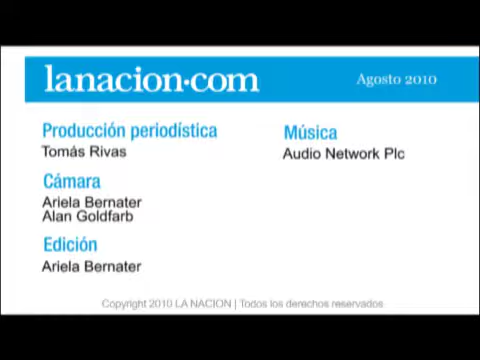 lanacion.com
Agosto 2010
Producción periodística
Tomás Rivas
Cámara
Ariela Bernater
Alan Goldfarb
Edición
Ariela Bernater
Música
Audio Network Plc
Copyright 2010 LA NACION | Todos los derechos reservados